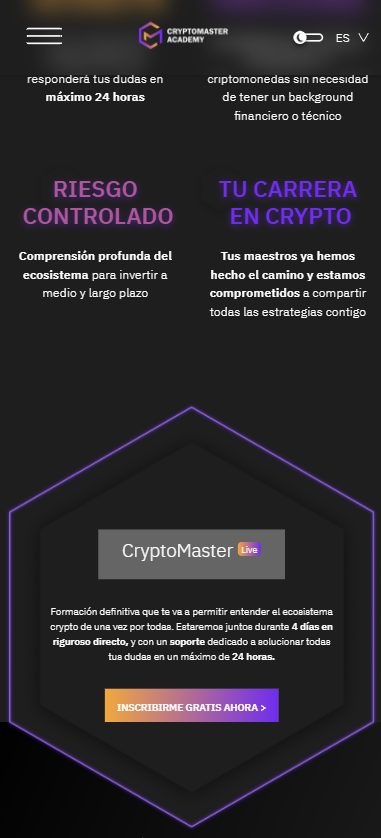 CRYPTOMASTER
ACADEMY
ES
responderá tus dudas en
máximo 24 horas
criptomonedas sin necesidad
de tener un background
financiero o técnico
RIESGO
CONTROLADO
Comprensión profunda del
ecosistema para invertir a
medio y largo plazo
TU CARRERA
EN CRYPTO
Tus maestros ya hemos
hecho el camino y estamos
comprometidos a compartir
todas las estrategias contigo
CryptoMaster Live
Formación definitiva que te va a permitir entender el ecosistema
crypto de una vez por todas. Estaremos juntos durante 4 días en
riguroso directo, y con un soporte dedicado a solucionar todas
tus dudas en un máximo de 24 horas.
INSCRIBIRME GRATIS AHORA >